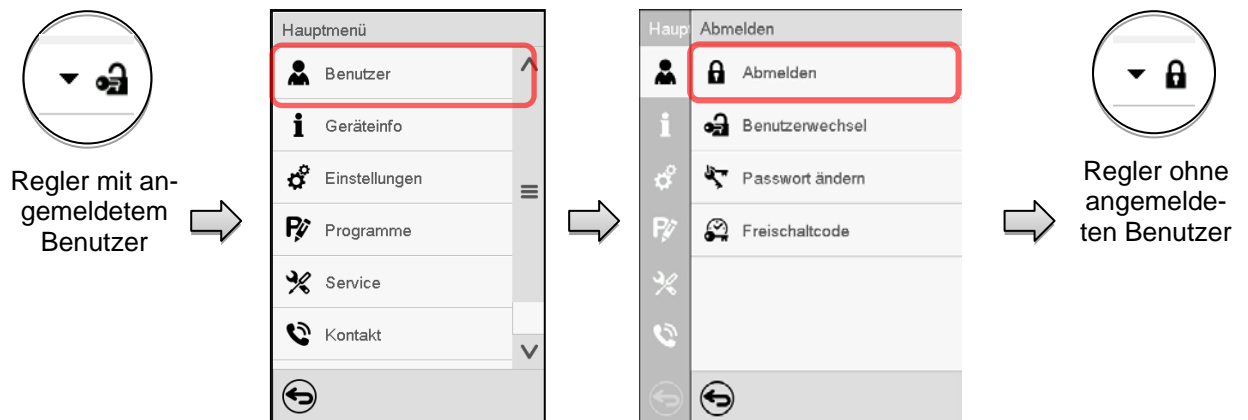 Regler mit an-
gemeldetem
Benutzer
Hauptmenü
Benutzer
Geräteinfo
Einstellungen
Programme
Service
Kontakt
Haup
Abmelden
Abmelden
Benutzerwechsel
Passwort ändern
Freischaltcode
Regler ohne
angemelde-
ten Benutzer